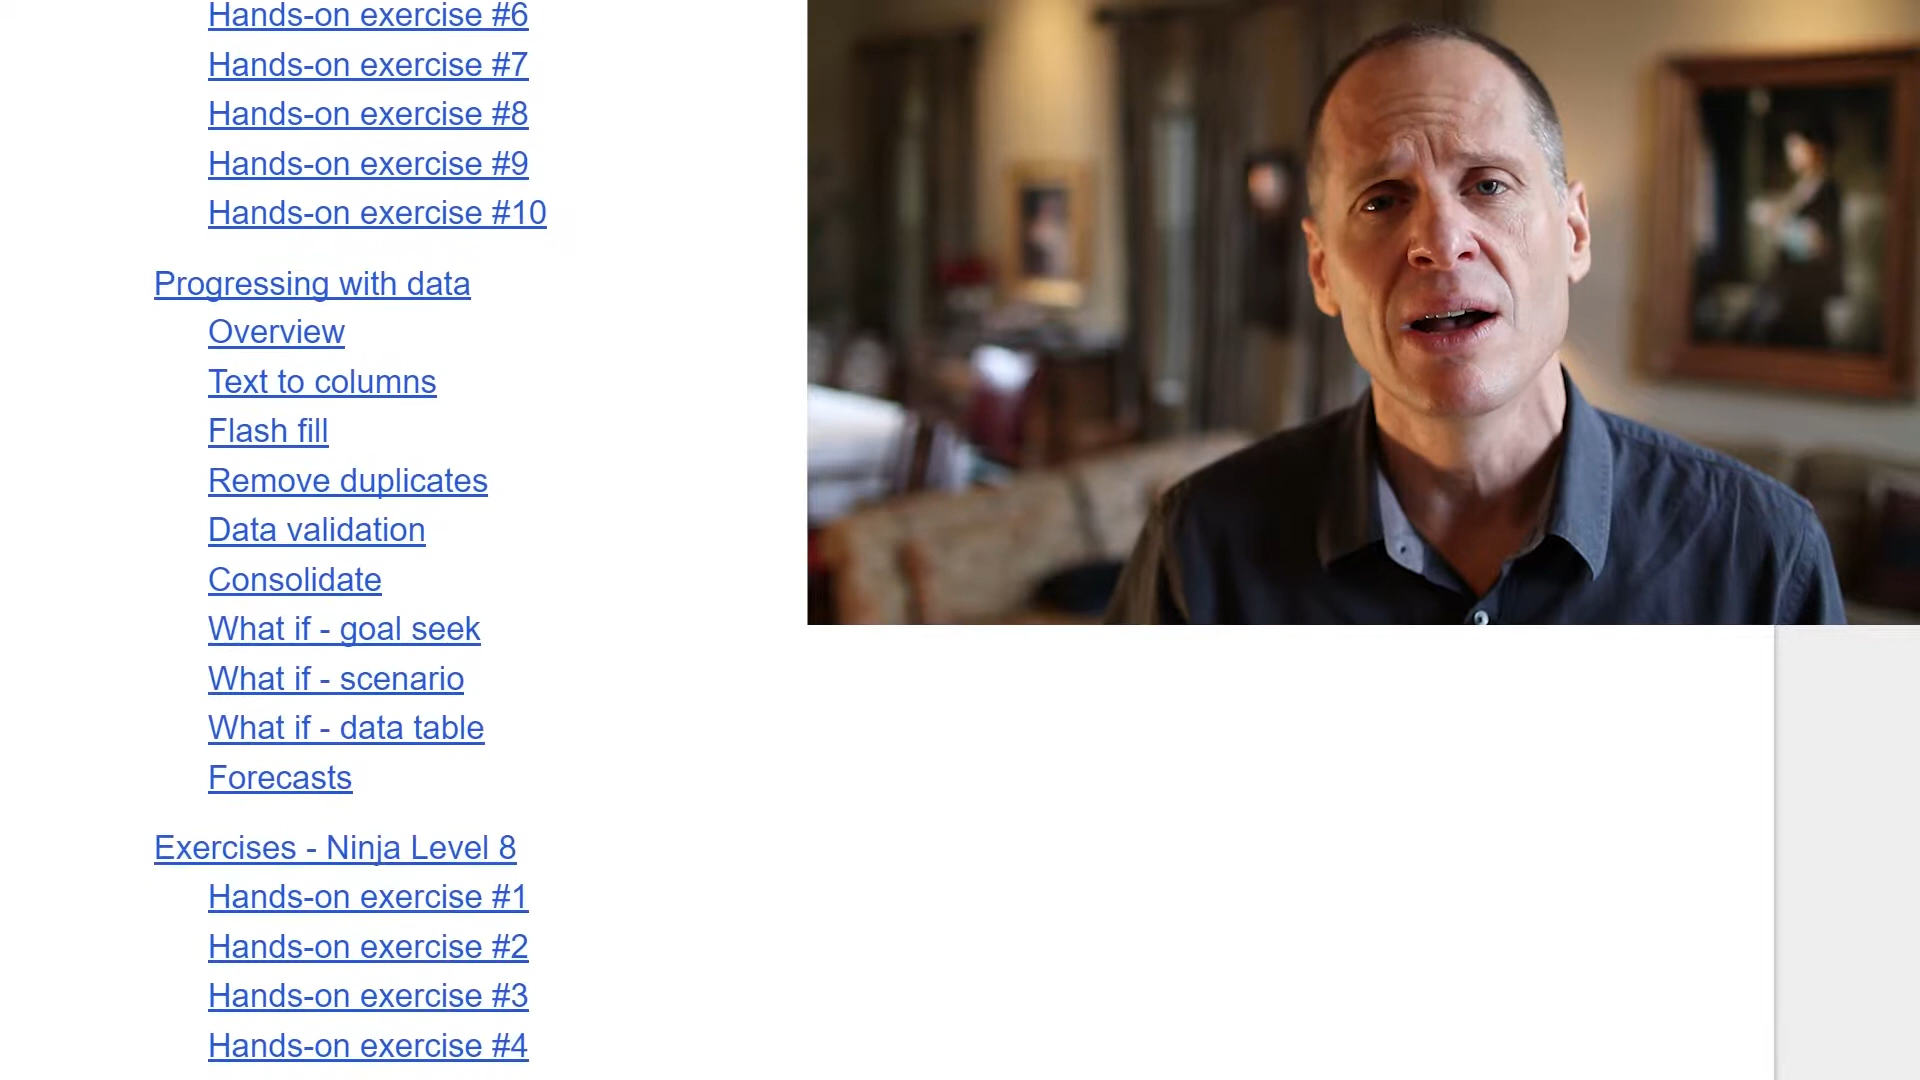 Hands-on exercise #6
Hands-on exercise #7
Hands-on exercise #8
Hands-on exercise #9
Hands-on exercise #10
Progressing with data
Overview
Text to columns
Flash fill
Remove duplicates
Data validation
Consolidate
What if - goal seek
What if - scenario
What if - data table
Forecasts
Exercises - Ninja Level 8
Hands-on exercise #1
Hands-on exercise #2
Hands-on exercise #3
Hands-on exercise #4